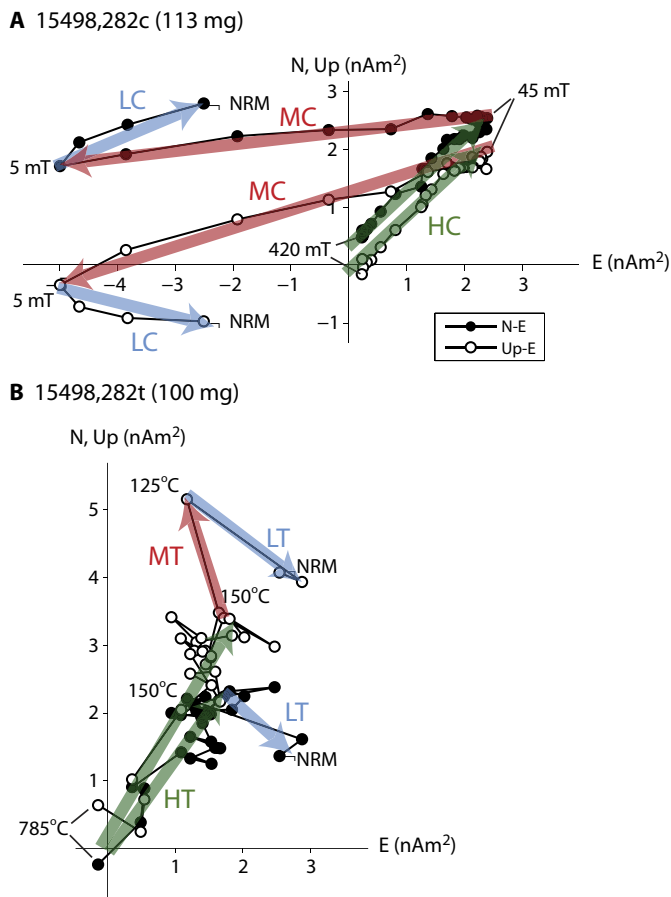 A 15498,282c (113 mg)
N, Up (nAm²)
LC
NRM
MC
3
45 mT
2
5 mT
MC
1
HC
420 mT
E (nAm²)
−5 −4 −3 −2 −1 1 2 3
5 mT
NRM
LC
−1
N-E
Up-E
B 15498,282t (100 mg)
N, Up (nAm²)
125°C
5
LT
MT
NRM
4
150°C
3
150°C
LT
2
NRM
1
HT
785°C
E (nAm²)
1 2 3